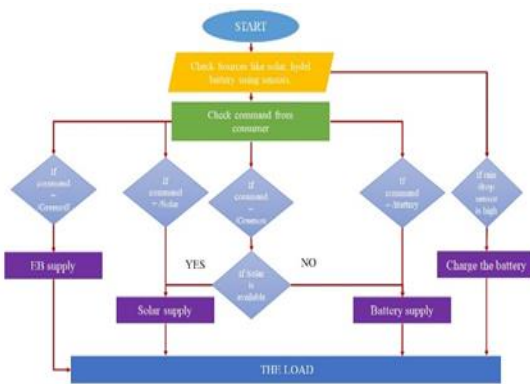 START
Check Sources like solar, hydel
battery using sensors.
Check command from
consumer
if
command
=
if
command
=/Solar
if
command
=
/Common
If
command
=/battery
if rain
drop
sensor
is high
EB supply
YES
if Solar
is
available
NO
Charge the battery
Solar supply
Battery supply
THE LOAD